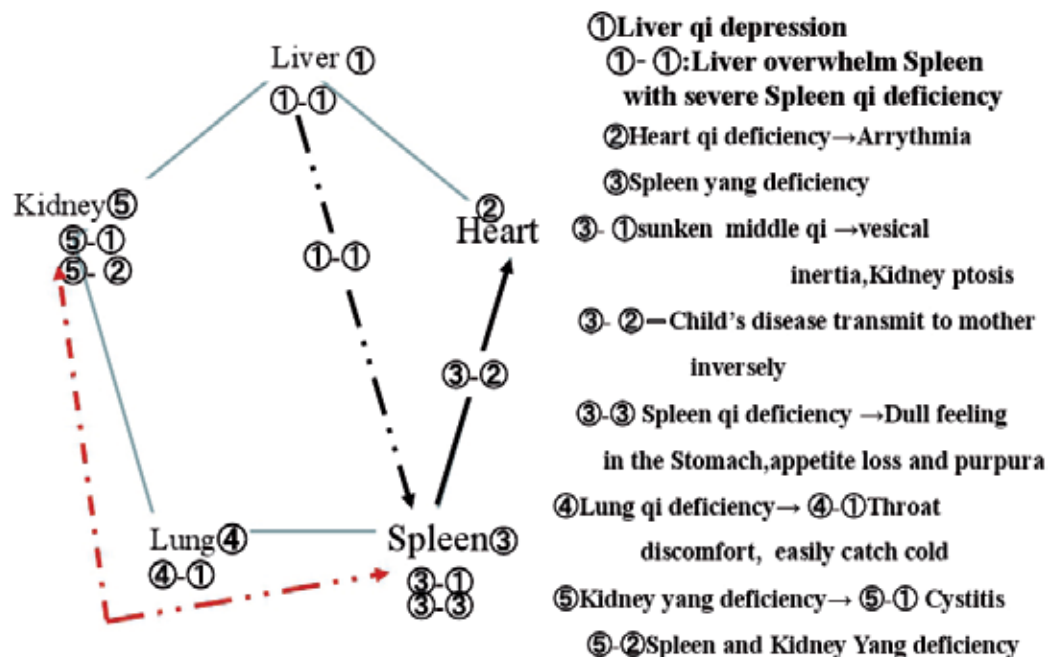 Liver ①
①-①
Kidney⑤
⑤-①
⑤- ②
②
Heart
①-①
③-②
Lung④
④-①
Spleen③
③-①
③-③
①Liver qi depression
①- ①:Liver overwhelm Spleen
with severe Spleen qi deficiency
②Heart qi deficiency→Arrythmia
③Spleen yang deficiency
③- ①sunken middle qi →vesical
inertia,Kidney ptosis
③- ②—Child’s disease transmit to mother
inversely
③-③ Spleen qi deficiency →Dull feeling
in the Stomach,appetite loss and purpura
④Lung qi deficiency→ ④-①Throat
discomfort, easily catch cold
⑤Kidney yang deficiency→ ⑤-① Cystitis
⑤-②Spleen and Kidney Yang deficiency